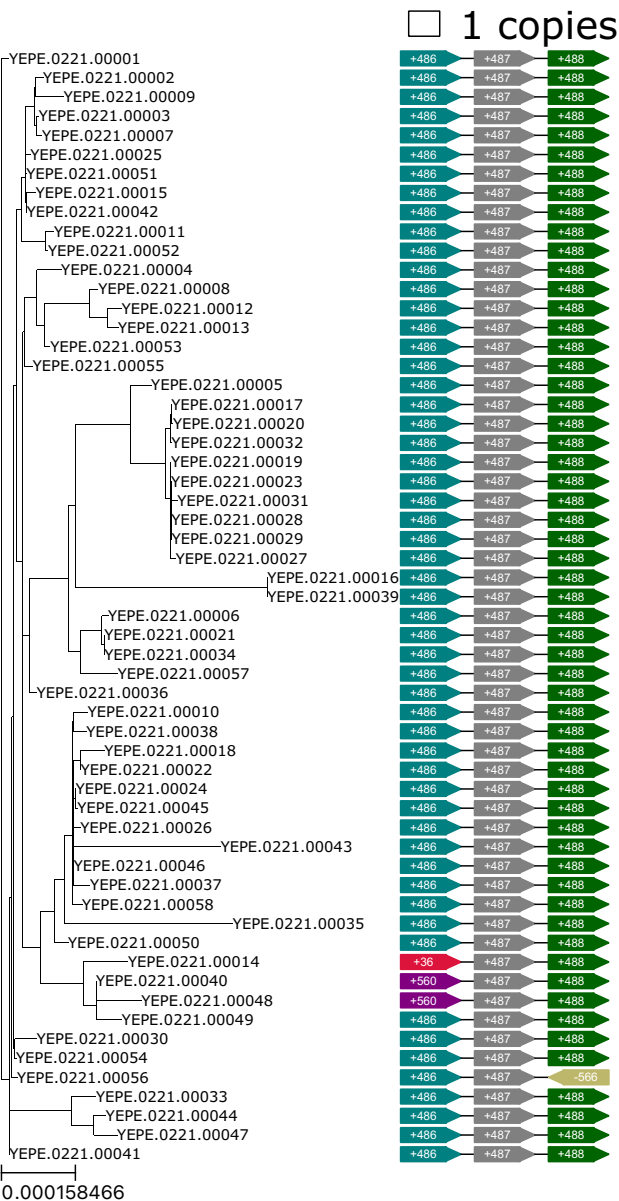 1 copies
YEPE.0221.00001 +486 +487 +488
YEPE.0221.00002 +486 +487 +488
YEPE.0221.00009 +486 +487 +488
YEPE.0221.00003 +486 +487 +488
YEPE.0221.00007 +486 +487 +488
YEPE.0221.00025 +486 +487 +488
YEPE.0221.00051 +486 +487 +488
YEPE.0221.00015 +486 +487 +488
YEPE.0221.00042 +486 +487 +488
YEPE.0221.00011 +486 +487 +488
YEPE.0221.00052 +486 +487 +488
YEPE.0221.00004 +486 +487 +488
YEPE.0221.00008 +486 +487 +488
YEPE.0221.00012 +486 +487 +488
YEPE.0221.00013 +486 +487 +488
YEPE.0221.00053 +486 +487 +488
YEPE.0221.00055 +486 +487 +488
YEPE.0221.00005 +486 +487 +488
YEPE.0221.00017 +486 +487 +488
YEPE.0221.00020 +486 +487 +488
YEPE.0221.00032 +486 +487 +488
YEPE.0221.00019 +486 +487 +488
YEPE.0221.00023 +486 +487 +488
YEPE.0221.00031 +486 +487 +488
YEPE.0221.00028 +486 +487 +488
YEPE.0221.00029 +486 +487 +488
YEPE.0221.00027 +486 +487 +488
YEPE.0221.00016 +486 +487 +488
YEPE.0221.00039 +486 +487 +488
YEPE.0221.00006 +486 +487 +488
YEPE.0221.00021 +486 +487 +488
YEPE.0221.00034 +486 +487 +488
YEPE.0221.00057 +486 +487 +488
YEPE.0221.00036 +486 +487 +488
YEPE.0221.00010 +486 +487 +488
YEPE.0221.00038 +486 +487 +488
YEPE.0221.00018 +486 +487 +488
YEPE.0221.00022 +486 +487 +488
YEPE.0221.00024 +486 +487 +488
YEPE.0221.00045 +486 +487 +488
YEPE.0221.00026 +486 +487 +488
YEPE.0221.00043 +486 +487 +488
YEPE.0221.00046 +486 +487 +488
YEPE.0221.00037 +486 +487 +488
YEPE.0221.00058 +486 +487 +488
YEPE.0221.00035 +486 +487 +488
YEPE.0221.00050 +486 +487 +488
YEPE.0221.00014 +36 +487 +488
YEPE.0221.00040 +560 +487 +488
YEPE.0221.00048 +560 +487 +488
YEPE.0221.00049 +486 +487 +488
YEPE.0221.00030 +486 +487 +488
YEPE.0221.00054 +486 +487 +488
YEPE.0221.00056 +486 +487 -566
YEPE.0221.00033 +486 +487 +488
YEPE.0221.00044 +486 +487 +488
YEPE.0221.00047 +486 +487 +488
YEPE.0221.00041 +486 +487 +488
0.000158466